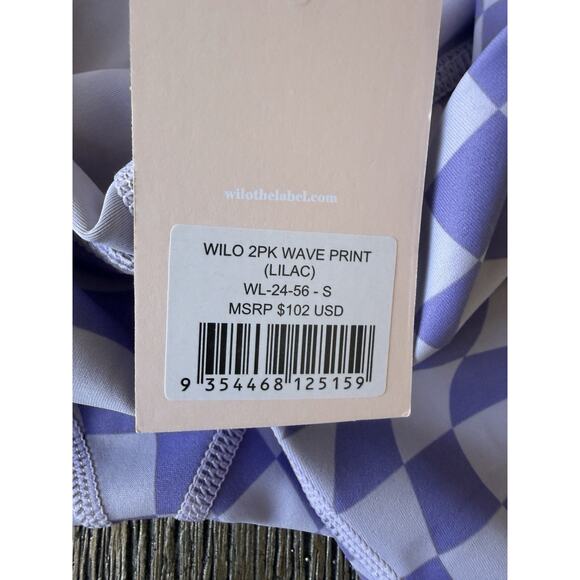 wilothelabel.com
WILO 2PK WAVE PRINT
(LILAC)
WL-24-56 - S
MSRP $102 USD
9 354468 125159